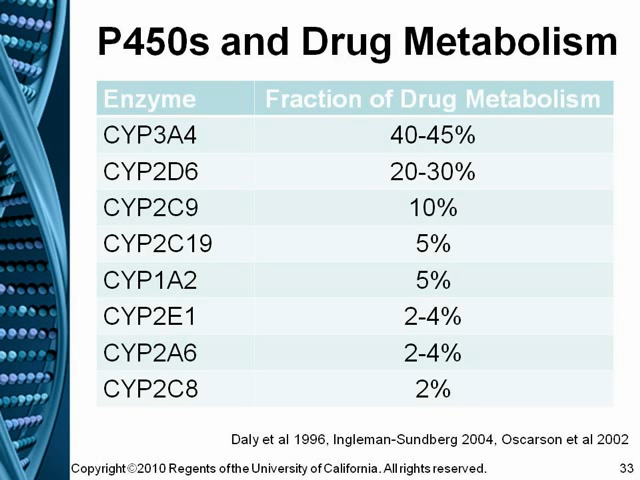 P450s and Drug Metabolism
Enzyme Fraction of Drug Metabolism
CYP3A4 40-45%
CYP2D6 20-30%
CYP2C9 10%
CYP2C19 5%
CYP1A2 5%
CYP2E1 2-4%
CYP2A6 2-4%
CYP2C8 2%
Daly et al 1996, Ingleman-Sundberg 2004, Oscarson et al 2002
Copyright ©2010 Regents of the University of California. All rights reserved. 33